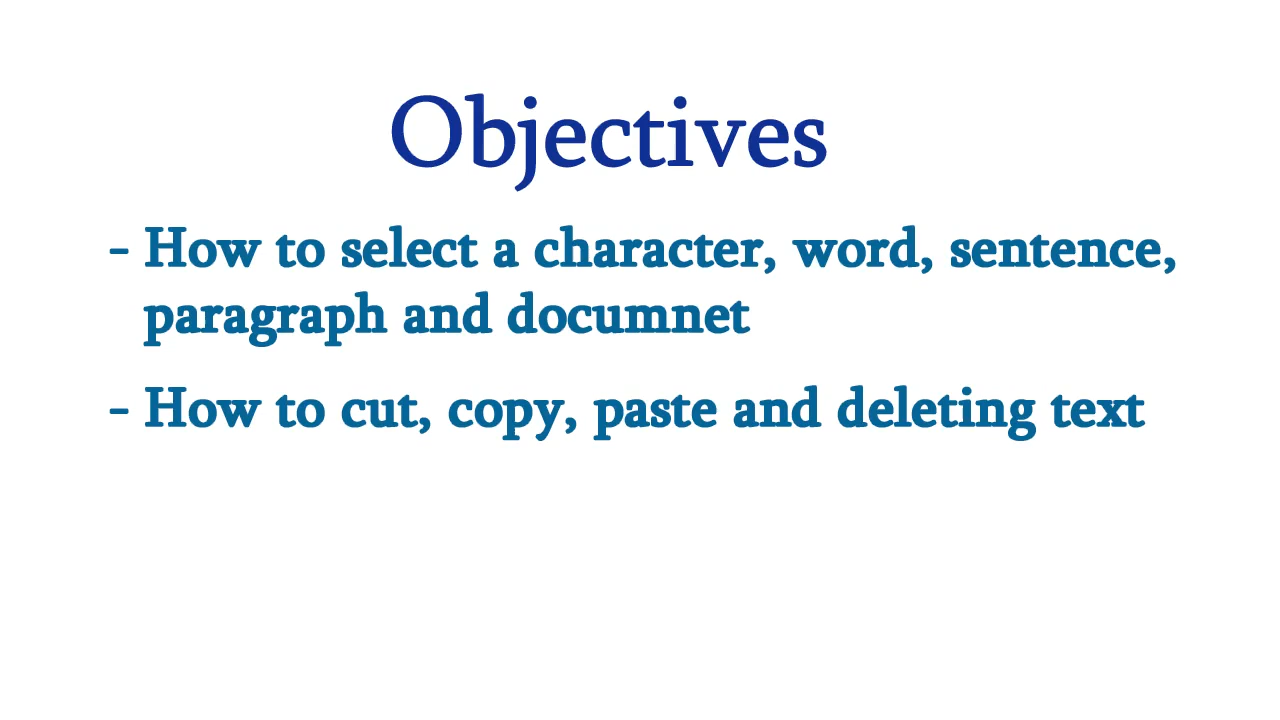 Objectives
- How to select a character, word, sentence,
paragraph and documnet
- How to cut, copy, paste and deleting text